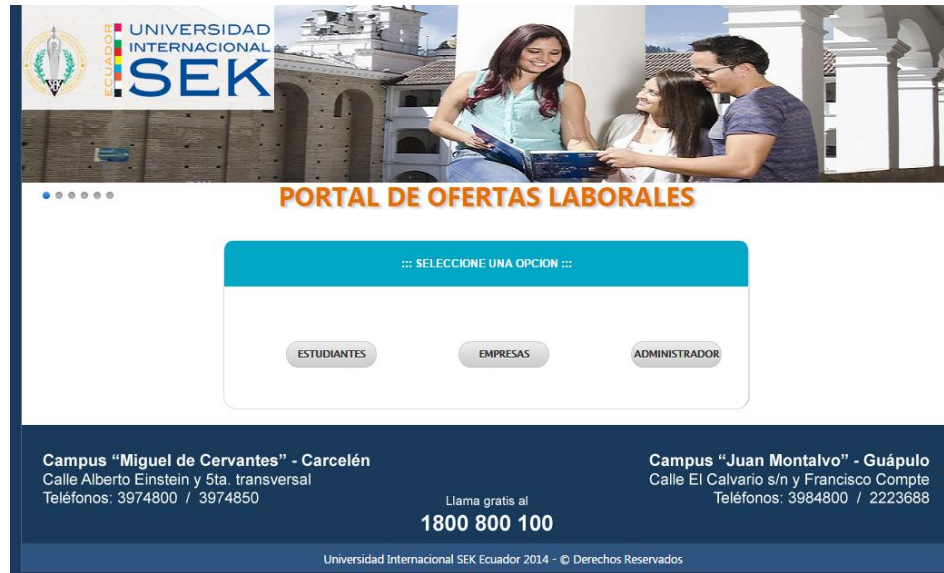 ECUADOR
UNIVERSIDAD
INTERNACIONAL
SEK
PORTAL DE OFERTAS LABORALES
::: SELECCIONE UNA OPCION :::
ESTUDIANTES
EMPRESAS
ADMINISTRADOR
Campus “Miguel de Cervantes” - Carcelén
Calle Alberto Einstein y 5ta. transversal
Teléfonos: 3974800 / 3974850
Llama gratis al
1800 800 100
Campus “Juan Montalvo” - Guápulo
Calle El Calvario s/n y Francisco Compte
Teléfonos: 3984800 / 2223688
Universidad Internacional SEK Ecuador 2014 - © Derechos Reservados